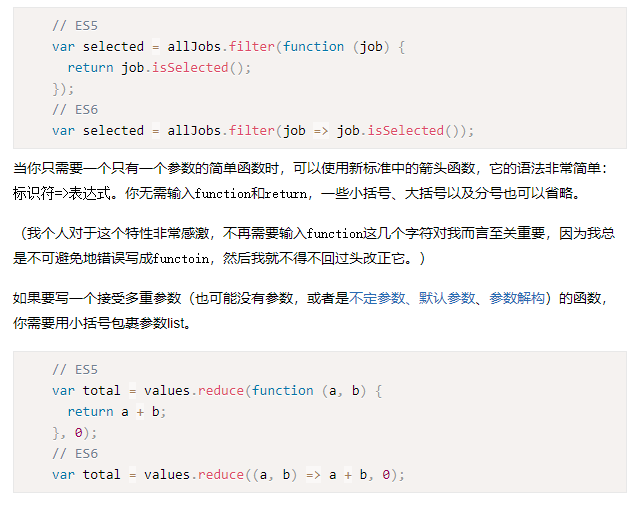 // ES5
var selected = allJobs.filter(function (job) {
  return job.isSelected();
});
// ES6
var selected = allJobs.filter(job => job.isSelected());
当你只需要一个只有一个参数的简单函数时，可以使用新标准中的箭头函数，它的语法非常简单：
标识符=>表达式。你无需输入function和return，一些小括号、大括号以及分号也可以省略。
（我个人对于这个特性非常感激，不再需要输入function这几个字符对我而言至关重要，因为我总
是不可避免地错误写成functoin，然后我就不得不回过头改正它。）
如果要写一个接受多重参数（也可能没有参数，或者是不定参数、默认参数、参数解构）的函数，
你需要用小括号包裹参数list。
// ES5
var total = values.reduce(function (a, b) {
  return a + b;
}, 0);
// ES6
var total = values.reduce((a, b) => a + b, 0);